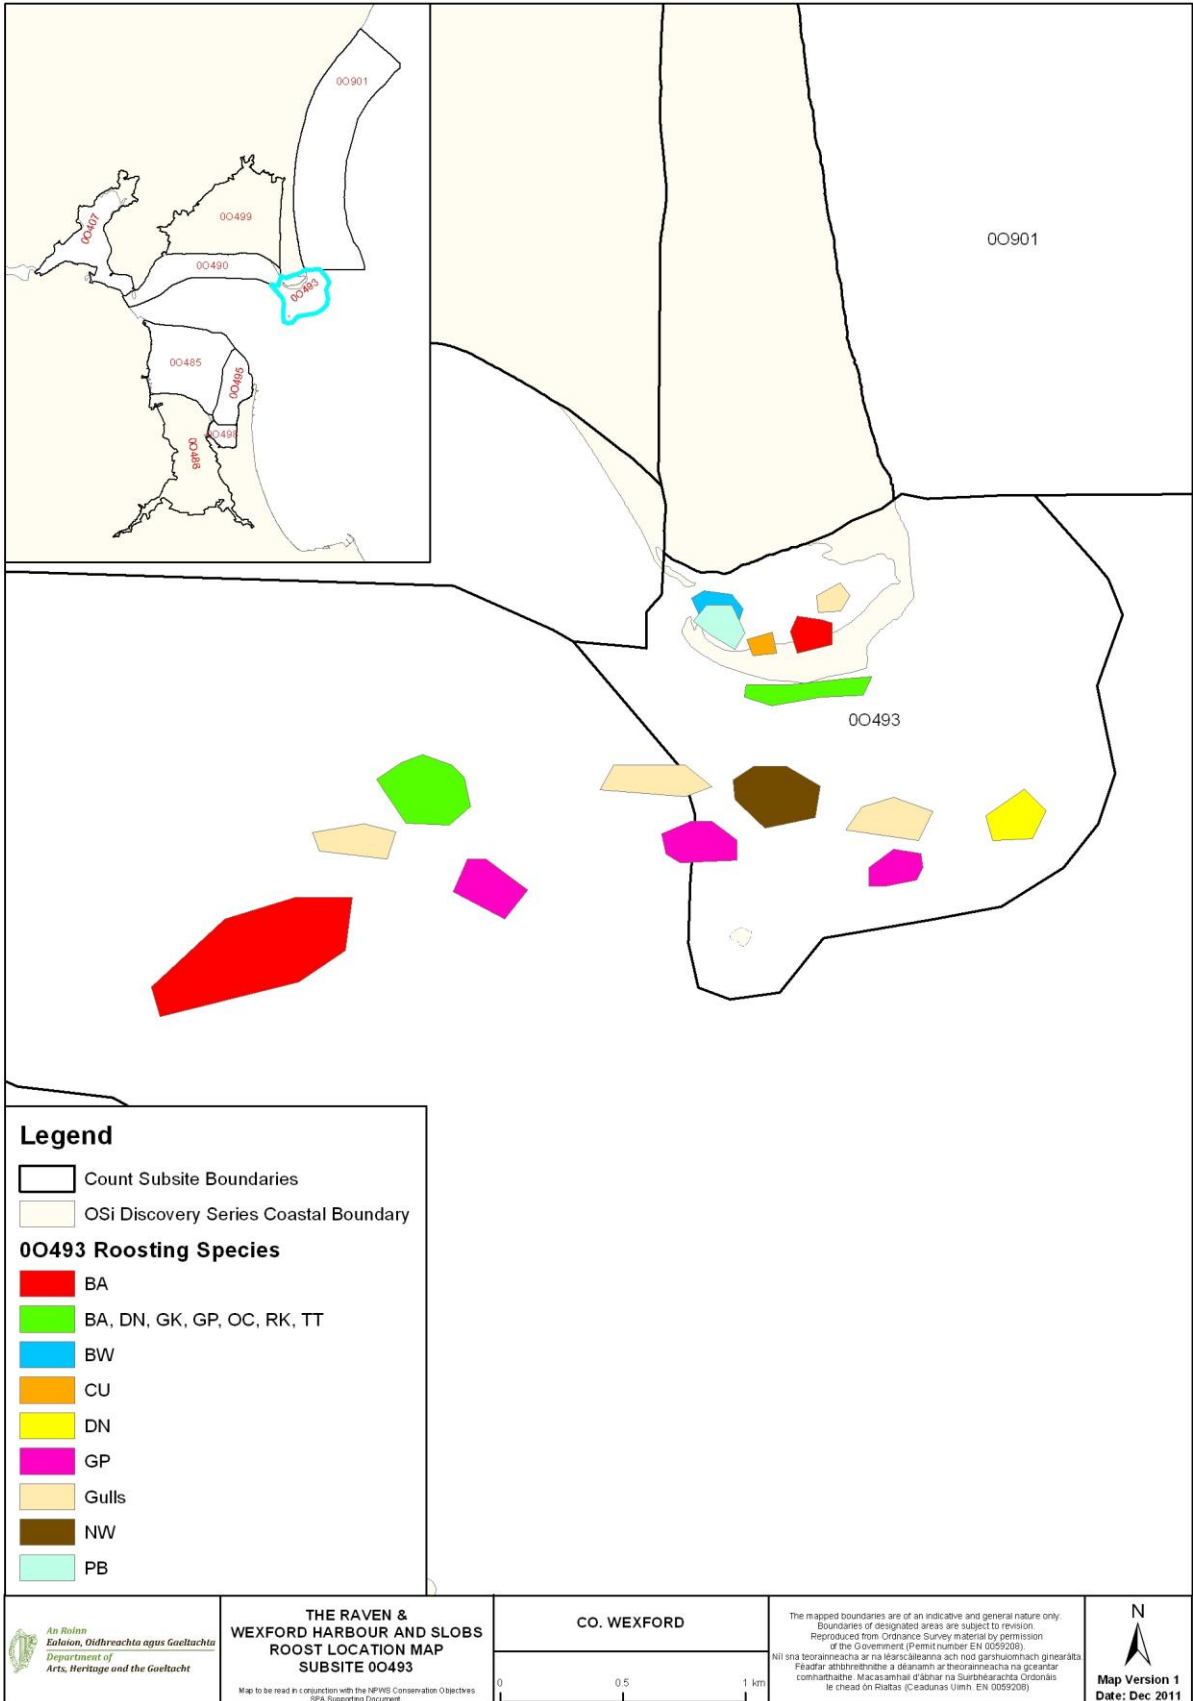 0O901
0O407
0O499
0O490
0O493
0O485
0O495
0O498
0O486
0O901
0O493
Legend
Count Subsite Boundaries
OSi Discovery Series Coastal Boundary
0O493 Roosting Species
BA
BA, DN, GK, GP, OC, RK, TT
BW
CU
DN
GP
Gulls
NW
PB
An Roinn
Ealaíon, Oidhreachta agus Gaeltachta
Department of
Arts, Heritage and the Gaeltacht
THE RAVEN &
WEXFORD HARBOUR AND SLOBS
ROOST LOCATION MAP
SUBSITE 0O493
Map to be read in conjunction with the NPWS Conservation Objectives
SPA Supporting Document
CO. WEXFORD
0 0.5 1 km
The mapped boundaries are of an indicative and general nature only.
Boundaries of designated areas are subject to revision.
Reproduced from Ordnance Survey material by permission
of the Government (Permit number EN 0059208).
Níl sna teorainneacha ar na léarscáileanna ach nod garshuiomhach ginearálta.
Féadfar athbhreithnithe a déanamh ar theorainneacha na gceantar
comharthaithe. Macasamhail d'ábhar na Suirbhéarachta Ordonáis
le chead ón Rialtas (Ceadunas Uimh. EN 0059208)
N
Map Version 1
Date: Dec 2011